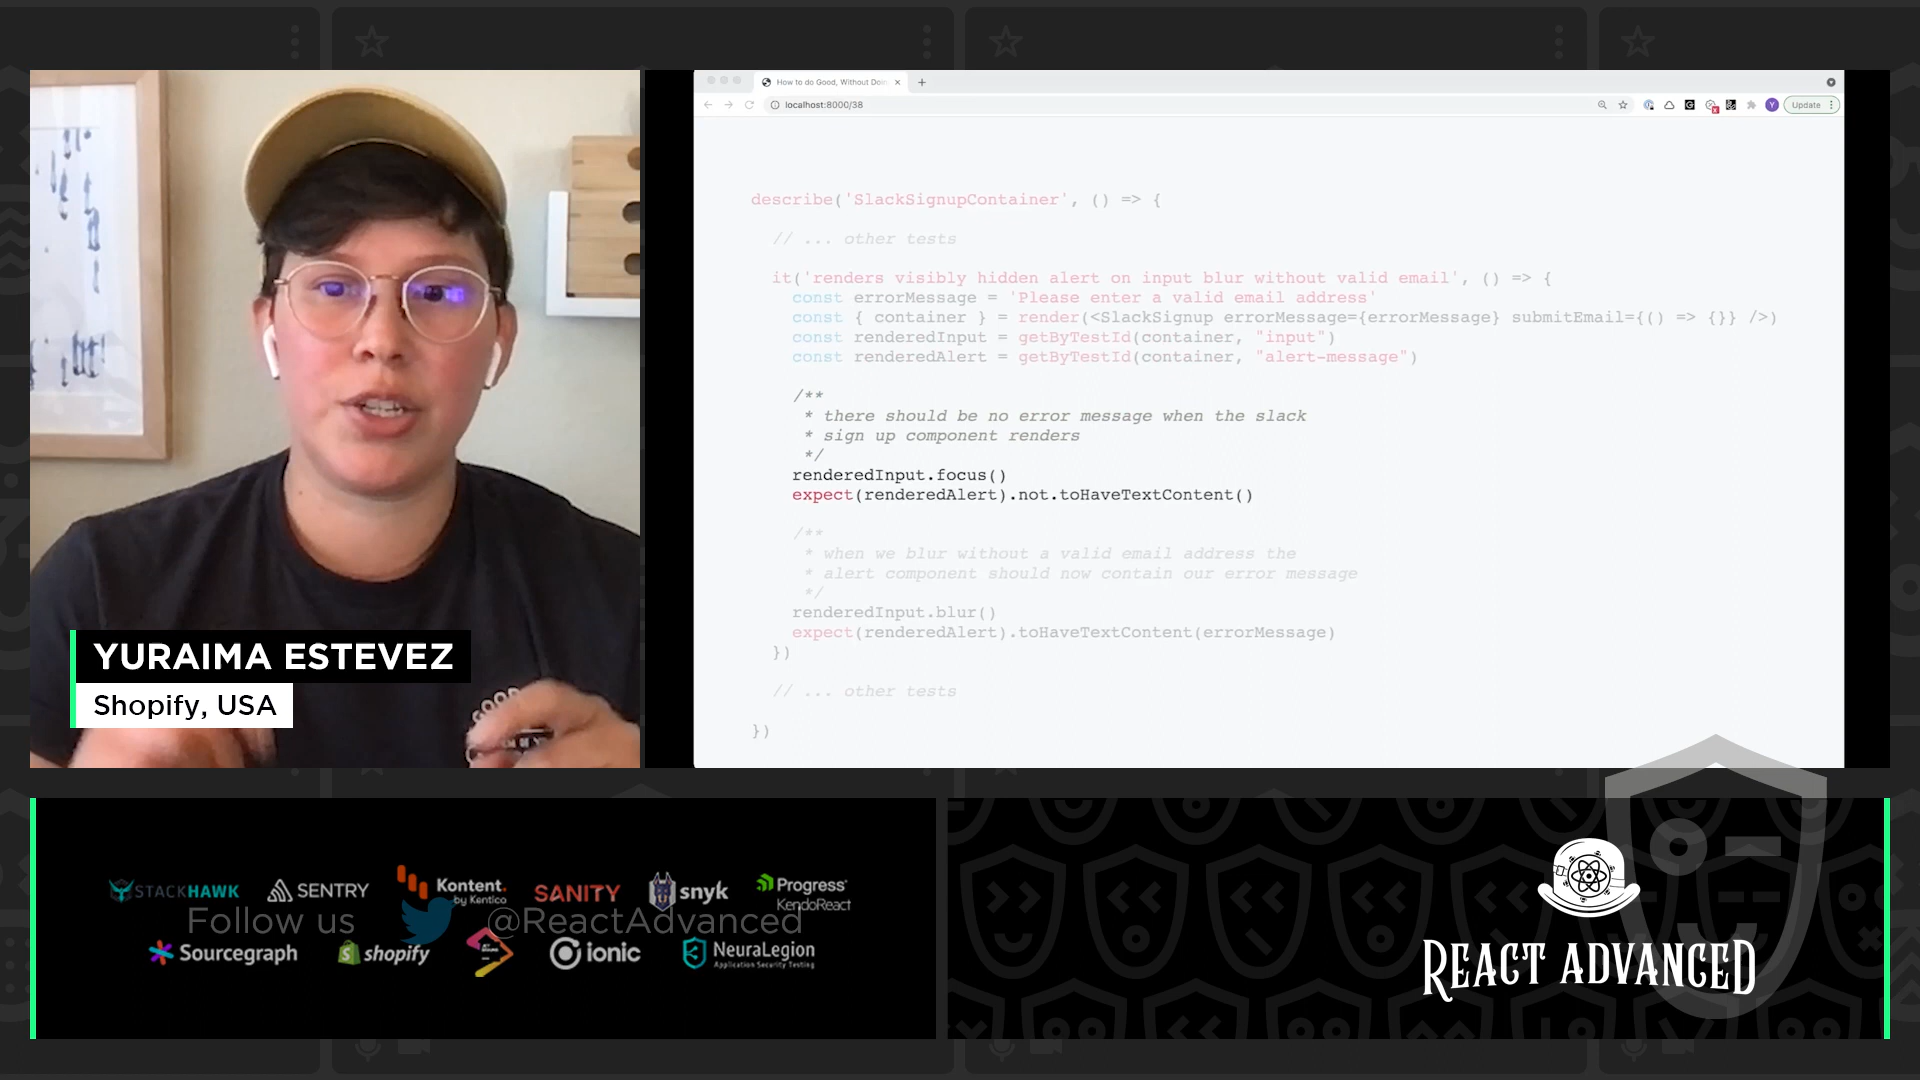 How to do Good, Without Doin
localhost:8000/38
Update
describe('SlackSignupContainer', () => {
// ... other tests
it('renders visibly hidden alert on input blur without valid email', () => {
const errorMessage = 'Please enter a valid email address'
const { container } = render(<SlackSignup errorMessage={errorMessage} submitEmail={() => {}} />)
const renderedInput = getByTestId(container, "input")
const renderedAlert = getByTestId(container, "alert-message")
/**
* there should be no error message when the slack
* sign up component renders
*/
renderedInput.focus()
expect(renderedAlert).not.toHaveTextContent()
/**
* when we blur without a valid email address the
* alert component should now contain our error message
*/
renderedInput.blur()
expect(renderedAlert).toHaveTextContent(errorMessage)
})
// ... other tests
})
YURAIMA ESTEVEZ
Shopify, USA
STACKHAWK
SENTRY
Kontent.
by Kentico
SANITY
snyk
Progress
KendoReact
Follow us @ReactAdvanced
Sourcegraph
shopify
ionic
NeuraLegion
Application Security Testing
REACT ADVANCED